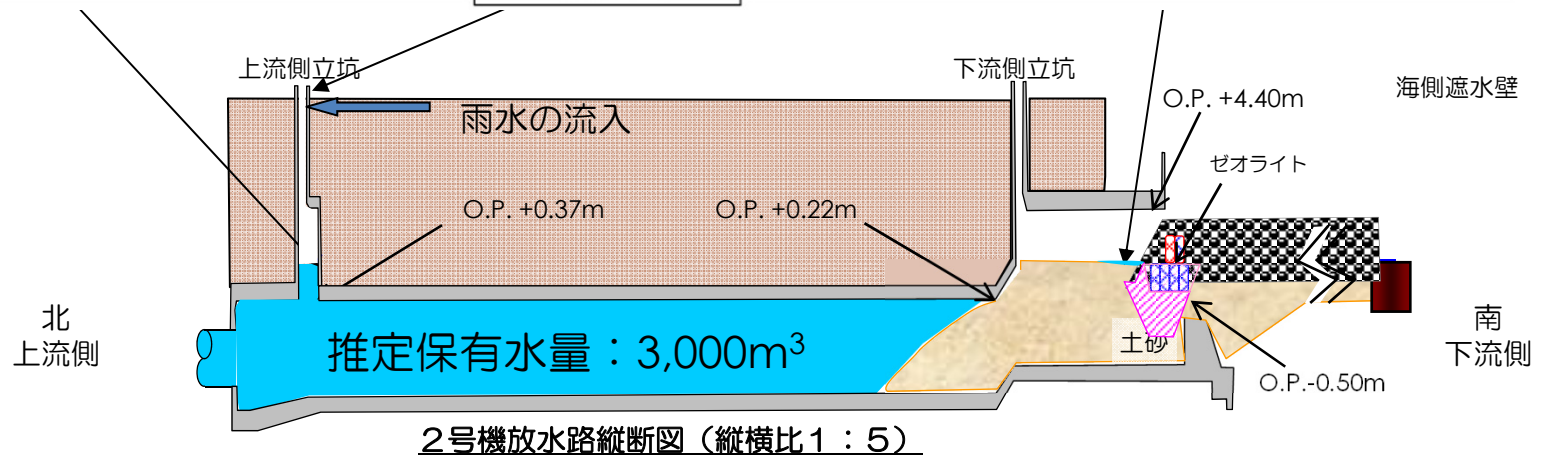 上流側立坑
下流側立坑
海側遮水壁
O.P. +4.40m
雨水の流入
ゼオライト
O.P. +0.37m
O.P. +0.22m
北
上流側
推定保有水量：3,000m³
土砂
南
下流側
O.P.-0.50m
２号機放水路縦断図（縦横比１：５）